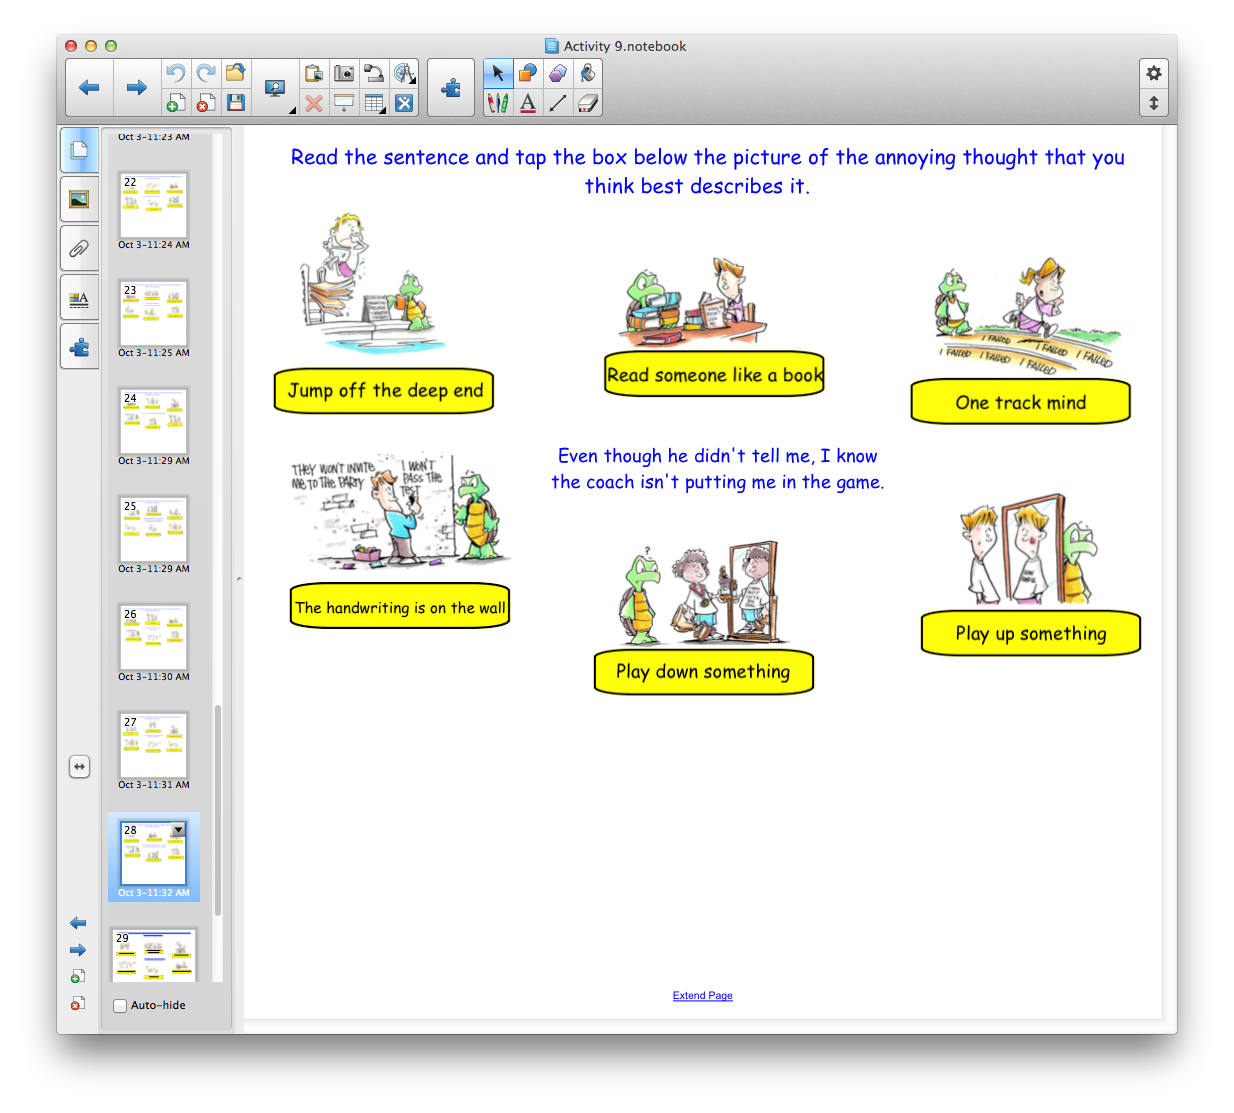 Activity 9.notebook
Oct 3-11:23 AM
22
Oct 3-11:24 AM
23
Oct 3-11:25 AM
24
Oct 3-11:29 AM
25
Oct 3-11:29 AM
26
Oct 3-11:30 AM
27
Oct 3-11:31 AM
28
Oct 3-11:32 AM
29
Auto-hide
Read the sentence and tap the box below the picture of the annoying thought that you
think best describes it.
I FAILED I FAILED
I FAILED I FAILED I FAILED I FAILED
Jump off the deep end
Read someone like a book
One track mind
THEY WON'T INVITE
ME TO THE PARTY
I WON'T
PASS THE
TEST
Even though he didn't tell me, I know
the coach isn't putting me in the game.
?
The handwriting is on the wall
Play down something
Play up something
Extend Page